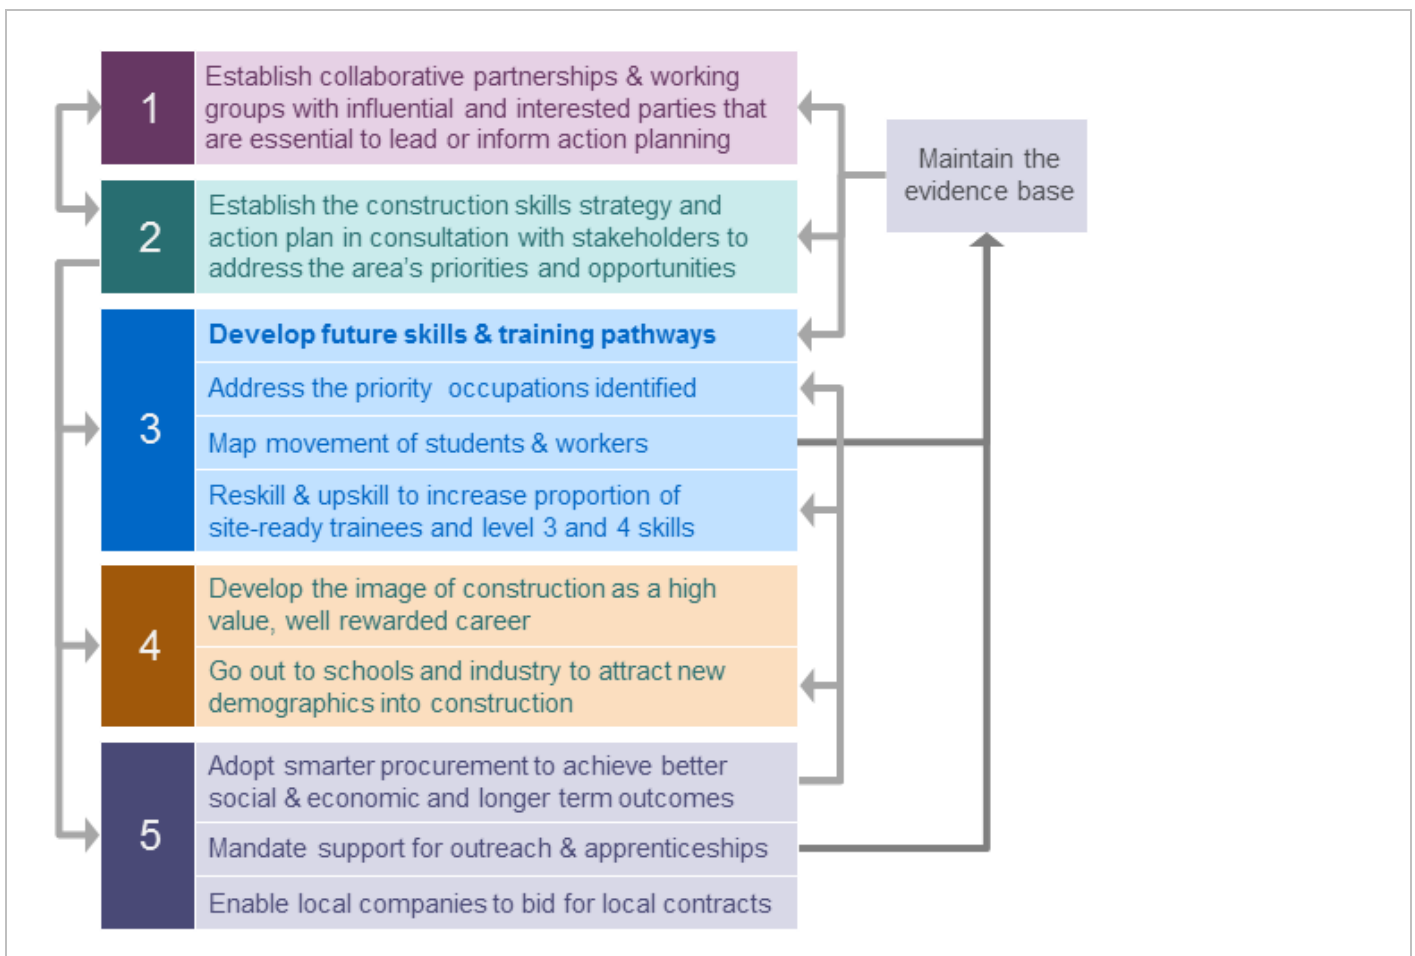 1
Establish collaborative partnerships & working
groups with influential and interested parties that
are essential to lead or inform action planning
Maintain the
evidence base
2
Establish the construction skills strategy and
action plan in consultation with stakeholders to
address the area's priorities and opportunities
3
Develop future skills & training pathways
Address the priority occupations identified
Map movement of students & workers
Reskill & upskill to increase proportion of
site-ready trainees and level 3 and 4 skills
4
Develop the image of construction as a high
value, well rewarded career
Go out to schools and industry to attract new
demographics into construction
5
Adopt smarter procurement to achieve better
social & economic and longer term outcomes
Mandate support for outreach & apprenticeships
Enable local companies to bid for local contracts